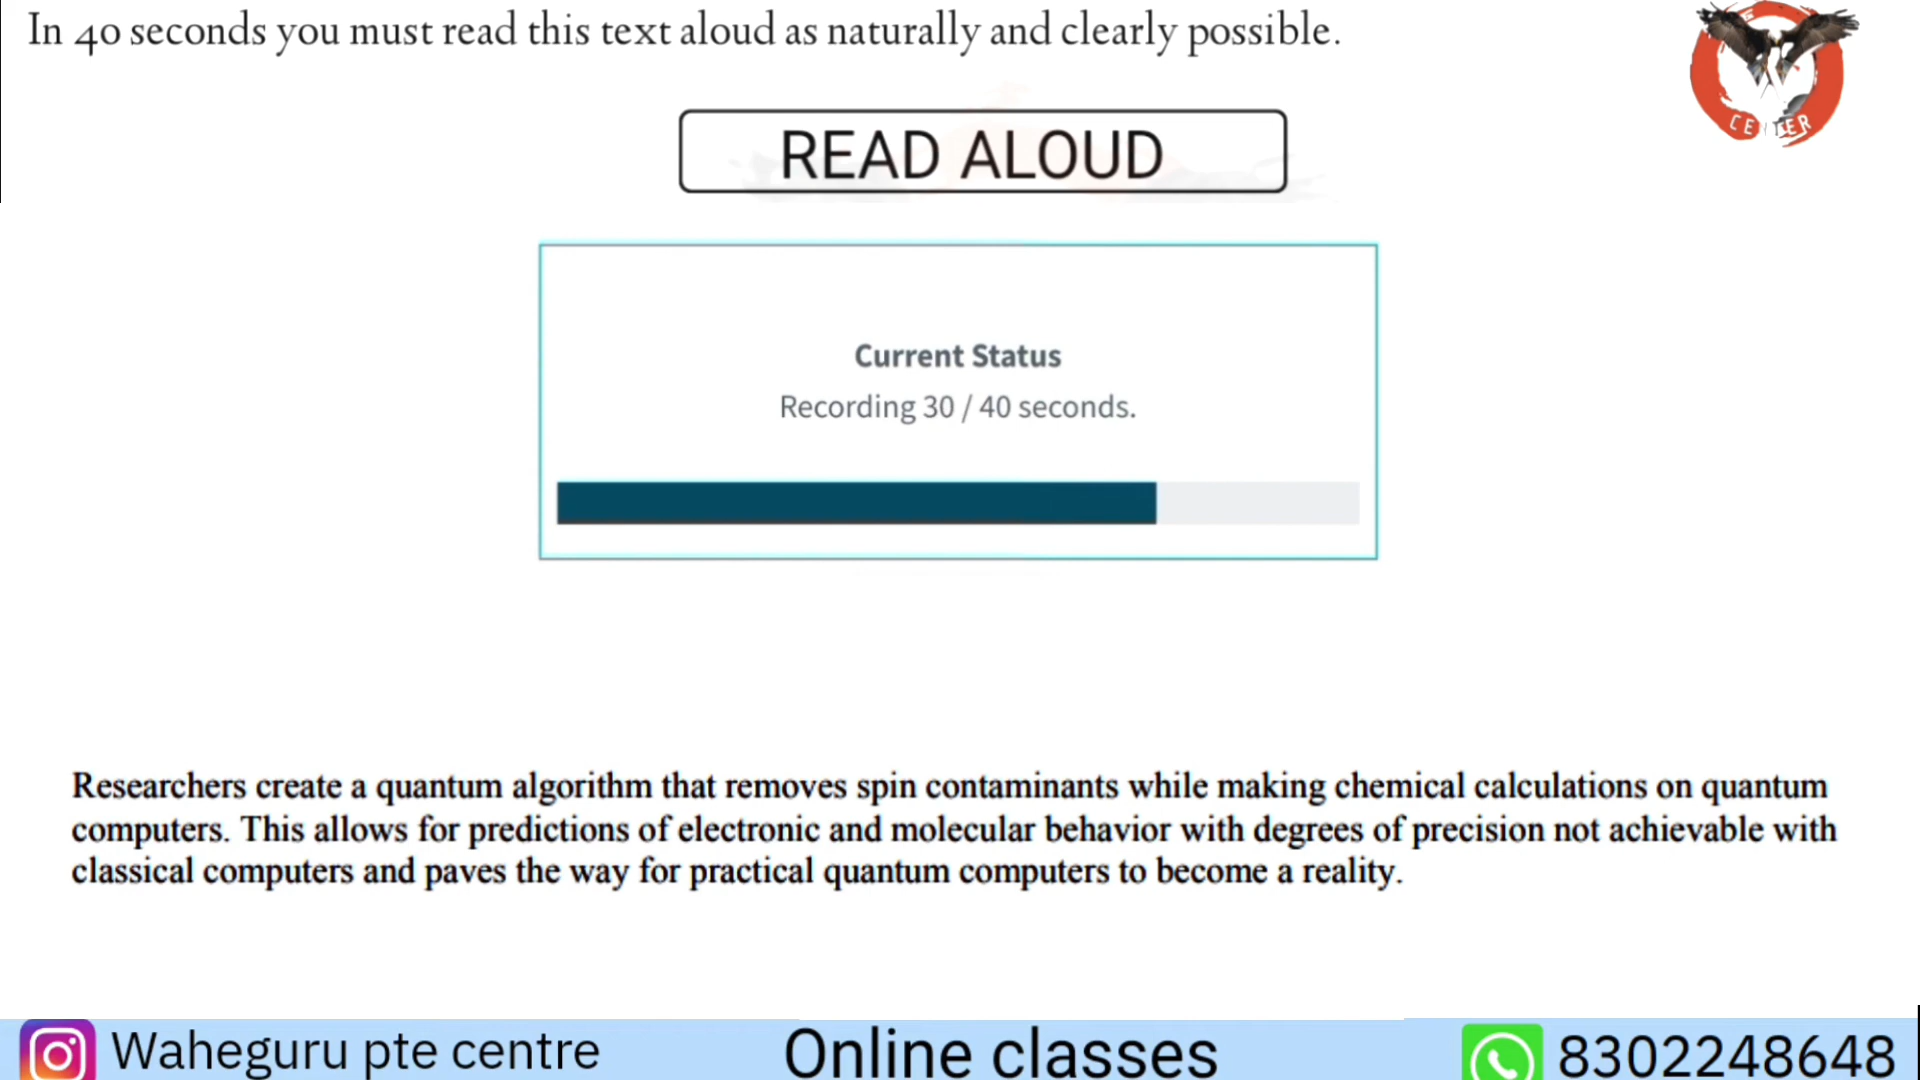 In 40 seconds you must read this text aloud as naturally and clearly possible.
READ ALOUD
Current Status
Recording 30 / 40 seconds.
Researchers create a quantum algorithm that removes spin contaminants while making chemical calculations on quantum
computers. This allows for predictions of electronic and molecular behavior with degrees of precision not achievable with
classical computers and paves the way for practical quantum computers to become a reality.
Waheguru pte centre
Online classes
8302248648